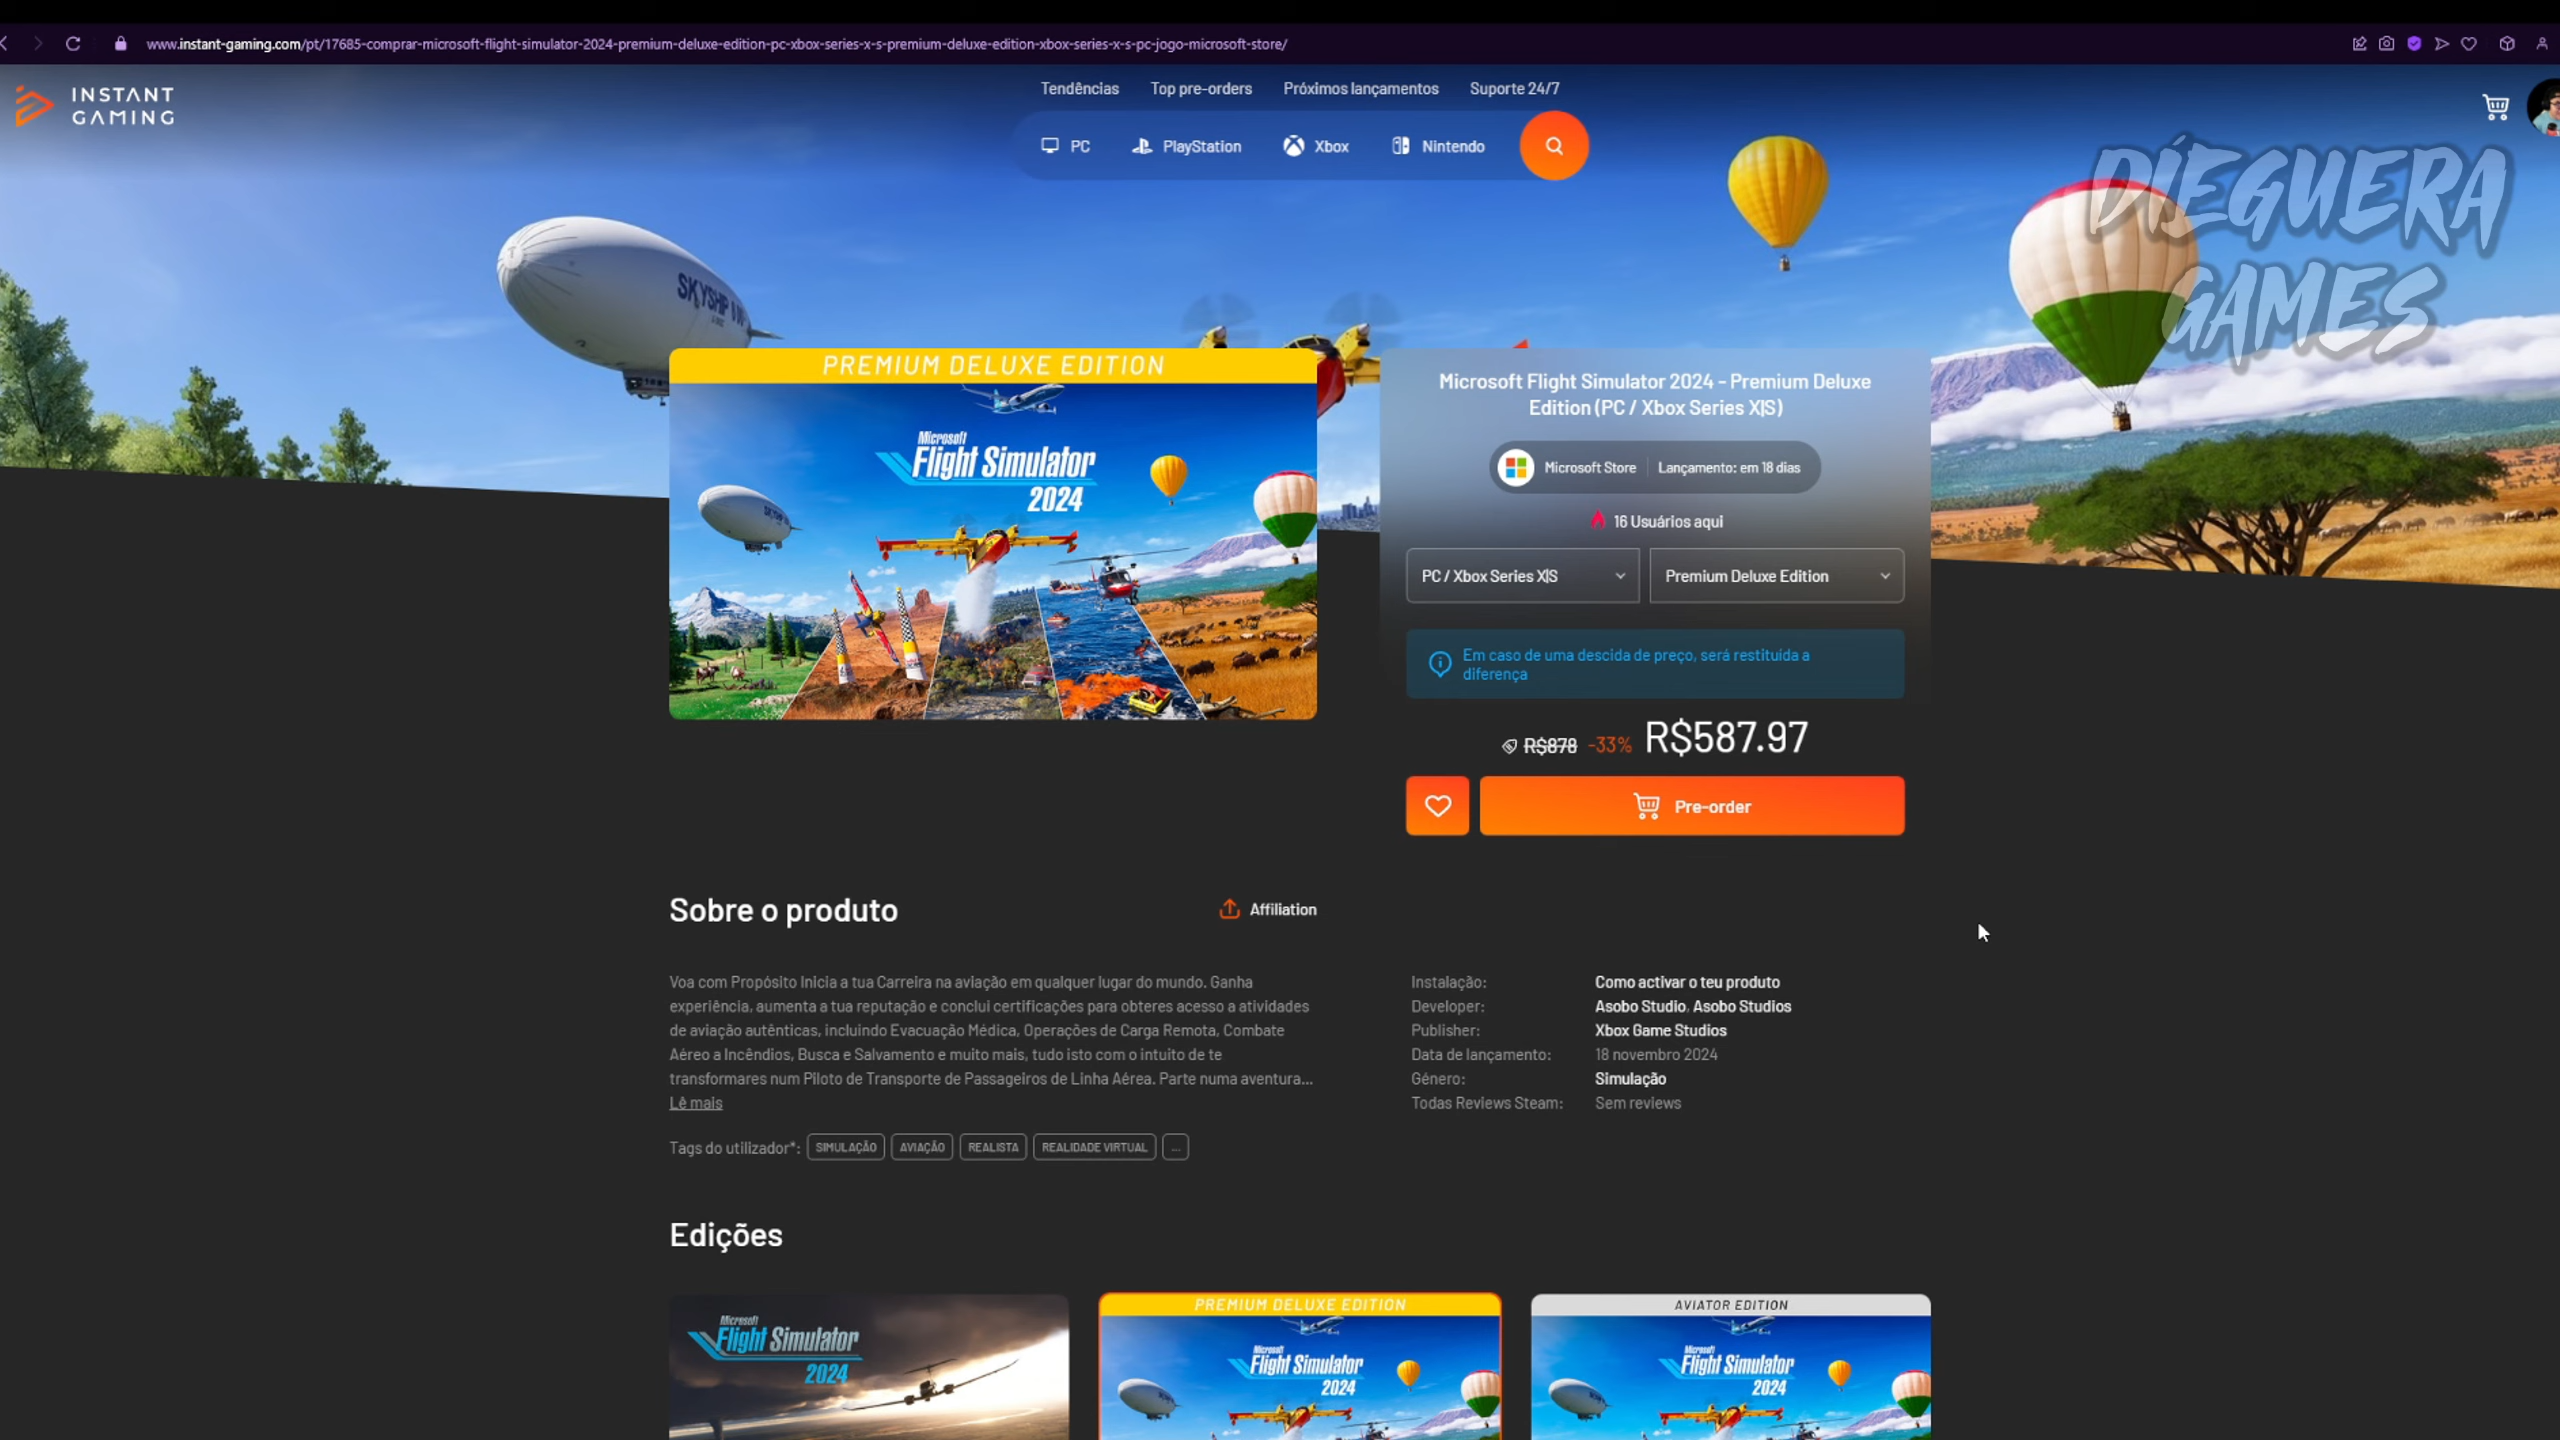 www.instant-gaming.com/pt/17685-comprar-microsoft-flight-simulator-2024-premium-deluxe-edition-pc-xbox-series-x-s-premium-deluxe-edition-xbox-series-x-s-pc-jogo-microsoft-store/
INSTANT
GAMING
Tendências Top pre-orders Próximos lançamentos Suporte 24/7
PC PlayStation Xbox Nintendo
DÍEGUERA
GAMES
SKYSHIP
PREMIUM DELUXE EDITION
Microsoft
Flight Simulator
2024
Microsoft Flight Simulator 2024 - Premium Deluxe
Edition (PC / Xbox Series X|S)
Microsoft Store Lançamento: em 18 dias
16 Usuários aqui
PC / Xbox Series X|S Premium Deluxe Edition
Em caso de uma descida de preço, será restituída a
diferença
R$878 -33% R$587.97
Pre-order
Sobre o produto
Affiliation
Voa com Propósito Inicia a tua Carreira na aviação em qualquer lugar do mundo. Ganha
experiência, aumenta a tua reputação e conclui certificações para obteres acesso a atividades
de aviação autênticas, incluindo Evacuação Médica, Operações de Carga Remota, Combate
Aéreo a Incêndios, Busca e Salvamento e muito mais, tudo isto com o intuito de te
transformares num Piloto de Transporte de Passageiros de Linha Aérea. Parte numa aventura...
Lê mais
Tags do utilizador*: SIMULAÇÃO AVIAÇÃO REALISTA REALIDADE VIRTUAL ...
Instalação: Como activar o teu produto
Developer: Asobo Studio, Asobo Studios
Publisher: Xbox Game Studios
Data de lançamento: 18 novembro 2024
Género: Simulação
Todas Reviews Steam: Sem reviews
Edições
Microsoft
Flight Simulator
2024
PREMIUM DELUXE EDITION
Microsoft
Flight Simulator
2024
AVIATOR EDITION
Microsoft
Flight Simulator
2024